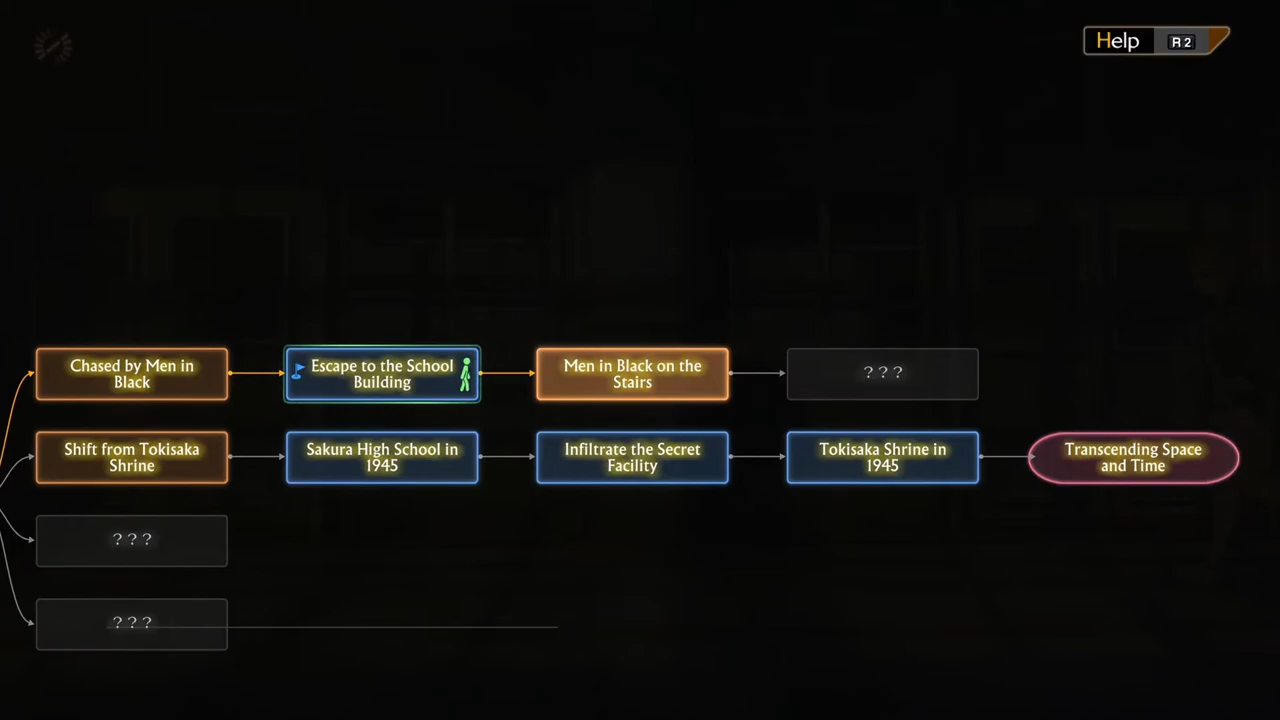 Help R2
Chased by Men in
Black
Escape to the School
Building
Men in Black on the
Stairs
???
Shift from Tokisaka
Shrine
Sakura High School in
1945
Infiltrate the Secret
Facility
Tokisaka Shrine in
1945
Transcending Space
and Time
???
???